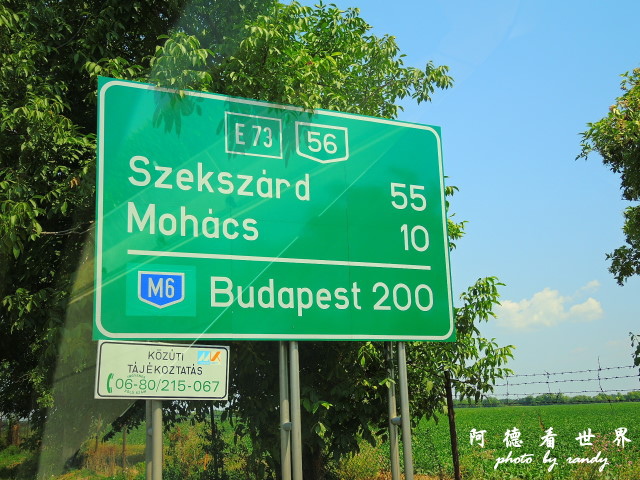 E 73 56
Szekszárd 55
Mohács 10
M6 Budapest 200
KÖZÚTI
TÁJÉKOZTATÁS
06-80/215-067
阿德看世界
photo by randy